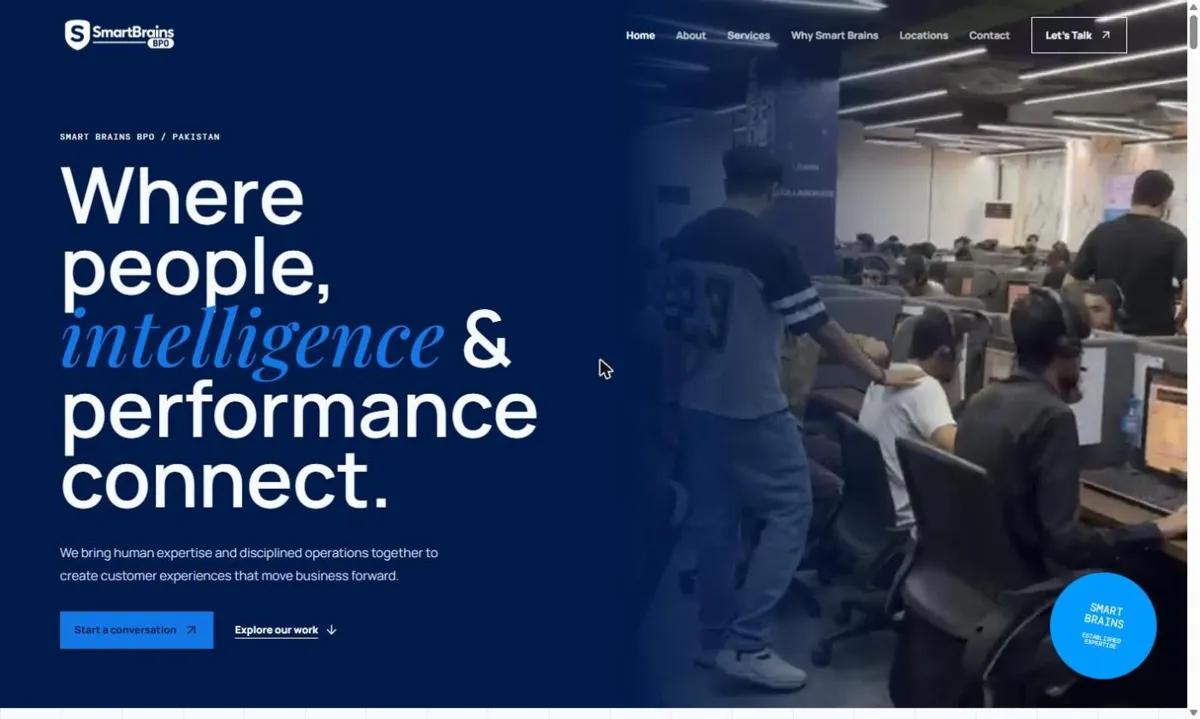 SmartBrains
BPO
Home
About
Services
Why Smart Brains
Locations
Contact
Let's Talk
SMART BRAINS BPO / PAKISTAN
Where
people,
intelligence &
performance
connect.
We bring human expertise and disciplined operations together to
create customer experiences that move business forward.
Start a conversation
Explore our work
COLLABORATE
SMART
BRAINS
ESTABLISHED
EXPERTISE